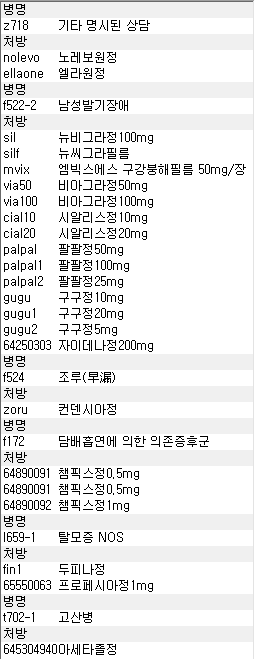 병명
z718 기타 명시된 상담
처방
nolevo 노레보원정
ellaone 엘라원정
병명
f522-2 남성발기장애
처방
sil 뉴비그라정100mg
silf 뉴씨그라필름
mvix 엠빅스에스 구강붕해필름 50mg/장
via50 비아그라정50mg
via100 비아그라정100mg
cial10 시알리스정10mg
cial20 시알리스정20mg
palpal 팔팔정50mg
palpal1 팔팔정100mg
palpal2 팔팔정25mg
gugu 구구정10mg
gugu1 구구정20mg
gugu2 구구정5mg
64250303 자이데나정200mg
병명
f524 조루(早漏)
처방
zoru 컨덴시아정
병명
f172 담배흡연에 의한 의존증후군
처방
64890091 챔픽스정0.5mg
64890091 챔픽스정0.5mg
64890092 챔픽스정1mg
병명
l659-1 탈모증 NOS
처방
fin1 두피나정
65550063 프로페시아정1mg
병명
t702-1 고산병
처방
645304940아세타졸정